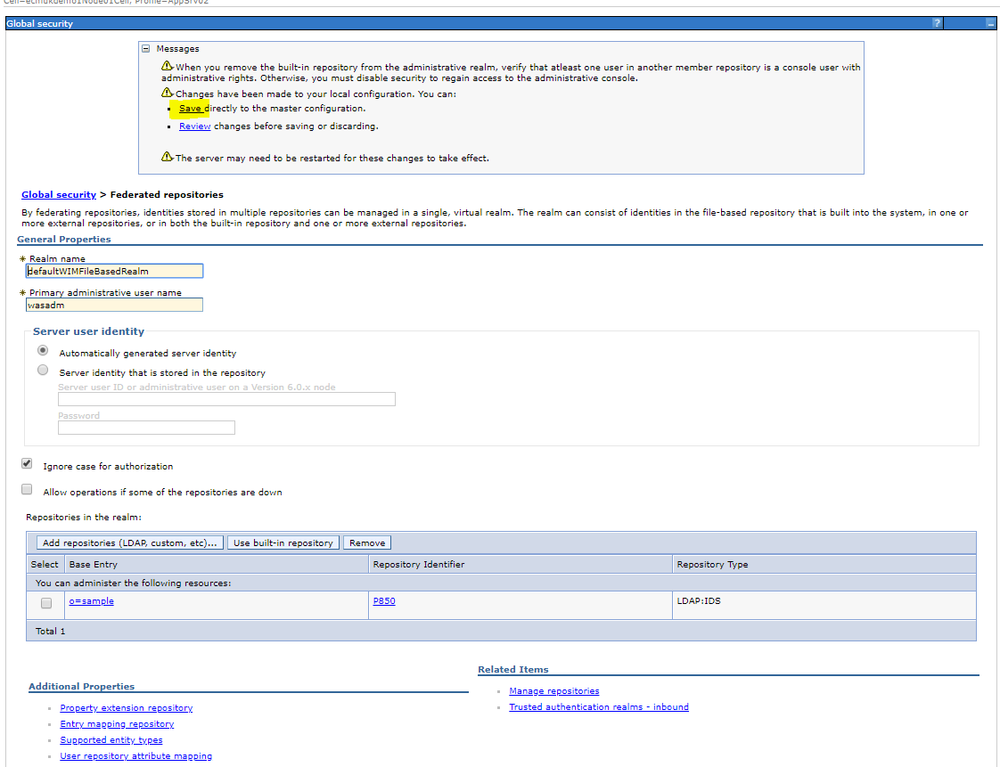 Cell=ecmukdemo1Node01Cell, Profile=AppSrv02
Global security
?
Messages
When you remove the built-in repository from the administrative realm, verify that atleast one user in another member repository is a console user with
administrative rights. Otherwise, you must disable security to regain access to the administrative console.
Changes have been made to your local configuration. You can:
Save directly to the master configuration.
Review changes before saving or discarding.
The server may need to be restarted for these changes to take effect.
Global security > Federated repositories
By federating repositories, identities stored in multiple repositories can be managed in a single, virtual realm. The realm can consist of identities in the file-based repository that is built into the system, in one or
more external repositories, or in both the built-in repository and one or more external repositories.
General Properties
* Realm name
defaultWIMFileBasedRealm
* Primary administrative user name
wasadm
Server user identity
Automatically generated server identity
Server identity that is stored in the repository
Server user ID or administrative user on a Version 6.0.x node
Password
Ignore case for authorization
Allow operations if some of the repositories are down
Repositories in the realm:
Add repositories (LDAP, custom, etc)... Use built-in repository Remove
Select Base Entry Repository Identifier Repository Type
You can administer the following resources:
o=sample P850 LDAP:IDS
Total 1
Additional Properties
Property extension repository
Entry mapping repository
Supported entity types
User repository attribute mapping
Related Items
Manage repositories
Trusted authentication realms - inbound